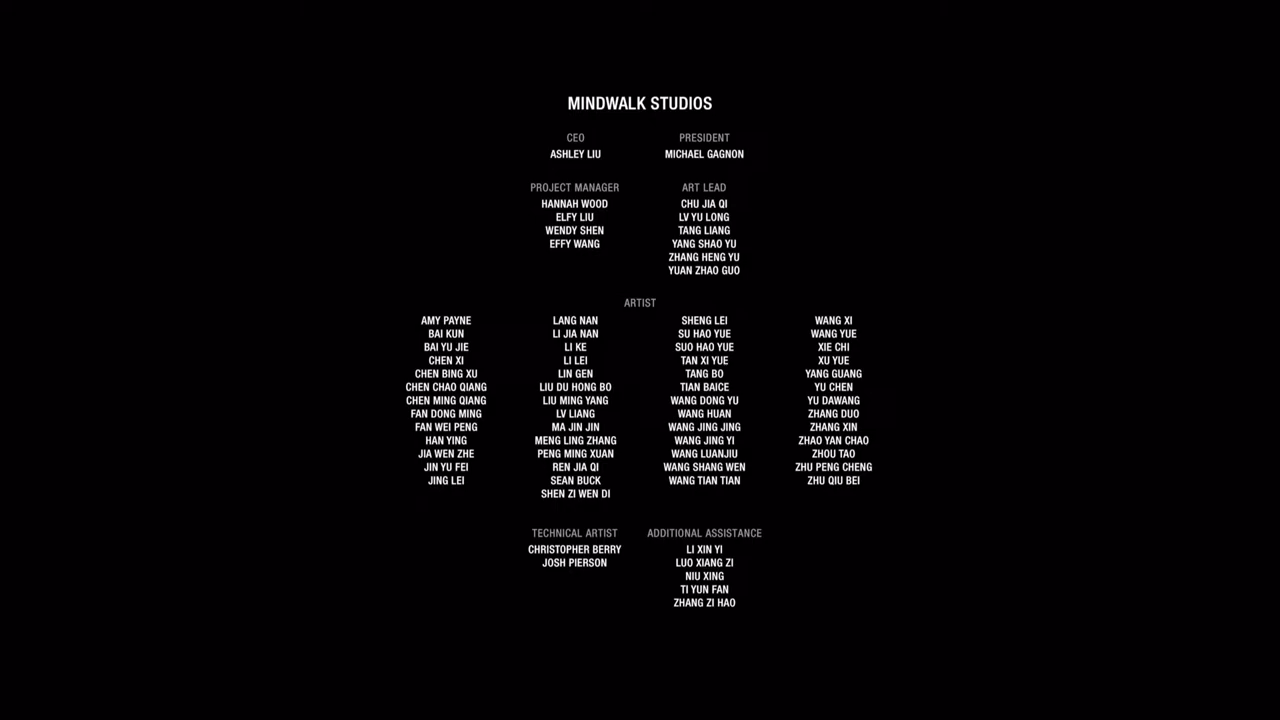 MINDWALK STUDIOS
CEO
ASHLEY LIU
PRESIDENT
MICHAEL GAGNON
PROJECT MANAGER
HANNAH WOOD
ELFY LIU
WENDY SHEN
EFFY WANG
ART LEAD
CHU JIA QI
LV YU LONG
TANG LIANG
YANG SHAO YU
ZHANG HENG YU
YUAN ZHAO GUO
ARTIST
AMY PAYNE
BAI KUN
BAI YU JIE
CHEN XI
CHEN BING XU
CHEN CHAO QIANG
CHEN MING QIANG
FAN DONG MING
FAN WEI PENG
HAN YING
JIA WEN ZHE
JIN YU FEI
JING LEI
LANG NAN
LI JIA NAN
LI KE
LI LEI
LIN GEN
LIU DU HONG BO
LIU MING YANG
LV LIANG
MA JIN JIN
MENG LING ZHANG
PENG MING XUAN
REN JIA QI
SEAN BUCK
SHEN ZI WEN DI
SHENG LEI
SU HAO YUE
SUO HAO YUE
TAN XI YUE
TANG BO
TIAN BAICE
WANG DONG YU
WANG HUAN
WANG JING JING
WANG JING YI
WANG LUANJIU
WANG SHANG WEN
WANG TIAN TIAN
WANG XI
WANG YUE
XIE CHI
XU YUE
YANG GUANG
YU CHEN
YU DAWANG
ZHANG DUO
ZHANG XIN
ZHAO YAN CHAO
ZHOU TAO
ZHU PENG CHENG
ZHU QIU BEI
TECHNICAL ARTIST
CHRISTOPHER BERRY
JOSH PIERSON
ADDITIONAL ASSISTANCE
LI XIN YI
LUO XIANG ZI
NIU XING
TI YUN FAN
ZHANG ZI HAO